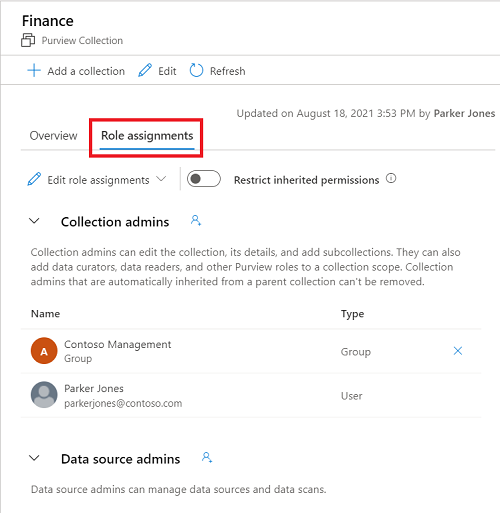 Finance
Purview Collection
Add a collection Edit Refresh
Updated on August 18, 2021 3:53 PM by Parker Jones
Overview Role assignments
Edit role assignments Restrict inherited permissions
Collection admins
Collection admins can edit the collection, its details, and add subcollections. They can also
add data curators, data readers, and other Purview roles to a collection scope. Collection
admins that are automatically inherited from a parent collection can't be removed.
Name Type
A Contoso Management
Group Group
Parker Jones
parkerjones@contoso.com User
Data source admins
Data source admins can manage data sources and data scans.